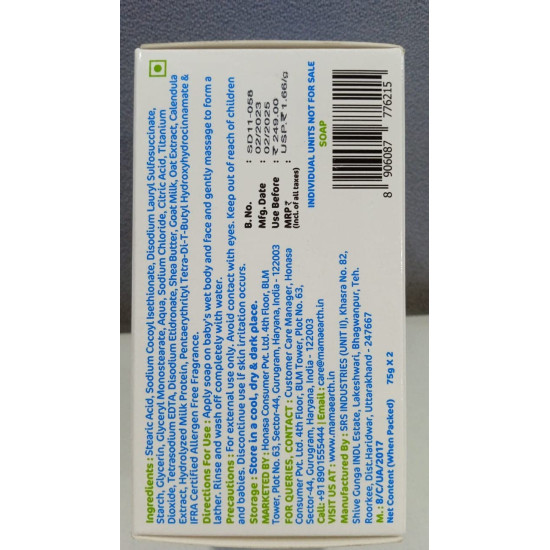 Ingredients : Stearic Acid, Sodium Cocoyl Isethionate, Disodium Lauryl Sulfosuccinate,
Starch, Glycerin, Glyceryl Monostearate, Aqua, Sodium Chloride, Citric Acid, Titanium
Dioxide, Tetrasodium EDTA, Disodium Etidronate, Shea Butter, Goat Milk, Oat Extract, Calendula
Extract, Hydrolyzed Milk Protein, Pentaerythrityl Tetra-Di-T-Butyl Hydroxyhydrocinnamate &
IFRA Certified Allergen Free Fragrance.
Directions For Use : Apply soap on baby's wet body and face and gently massage to form a
lather. Rinse and wash off completely with water.
Precautions : For external use only. Avoid contact with eyes. Keep out of reach of children
and babies. Discontinue use if skin irritation occurs.
Storage : Store in a cool, dry & dark place.
MARKETED BY : Honasa Consumer Pvt. Ltd. 4th Floor, BLM
Tower, Plot No. 63, Sector-44, Gurugram, Haryana, India - 122003
FOR QUERIES, CONTACT : Customer Care Manager, Honasa
Consumer Pvt. Ltd. 4th Floor, BLM Tower, Plot No. 63,
Sector-44, Gurugram, Haryana, India - 122003
Call: +91 8901555444 | Email : care@mamaearth.in
VISIT US AT : www.mamaearth.in
Manufactured By : SRS INDUSTRIES (UNIT II), Khasra No. 82,
Shive Gunga INDL Estate, Lakeshwari, Bhagwanpur, Teh.
Roorkee, Dist.Haridwar, Uttarakhand - 247667
M.: 8/C/UA/2017
Net Content (When Packed) 75g X 2
B. No. : SD11-058
Mfg. Date : 02/2023
Use Before : 02/2025
MRP ₹ : ₹ 249.00
(Incl. of all taxes) USP ₹ 1.66/g
INDIVIDUAL UNITS NOT FOR SALE
SOAP
8 906087 776215